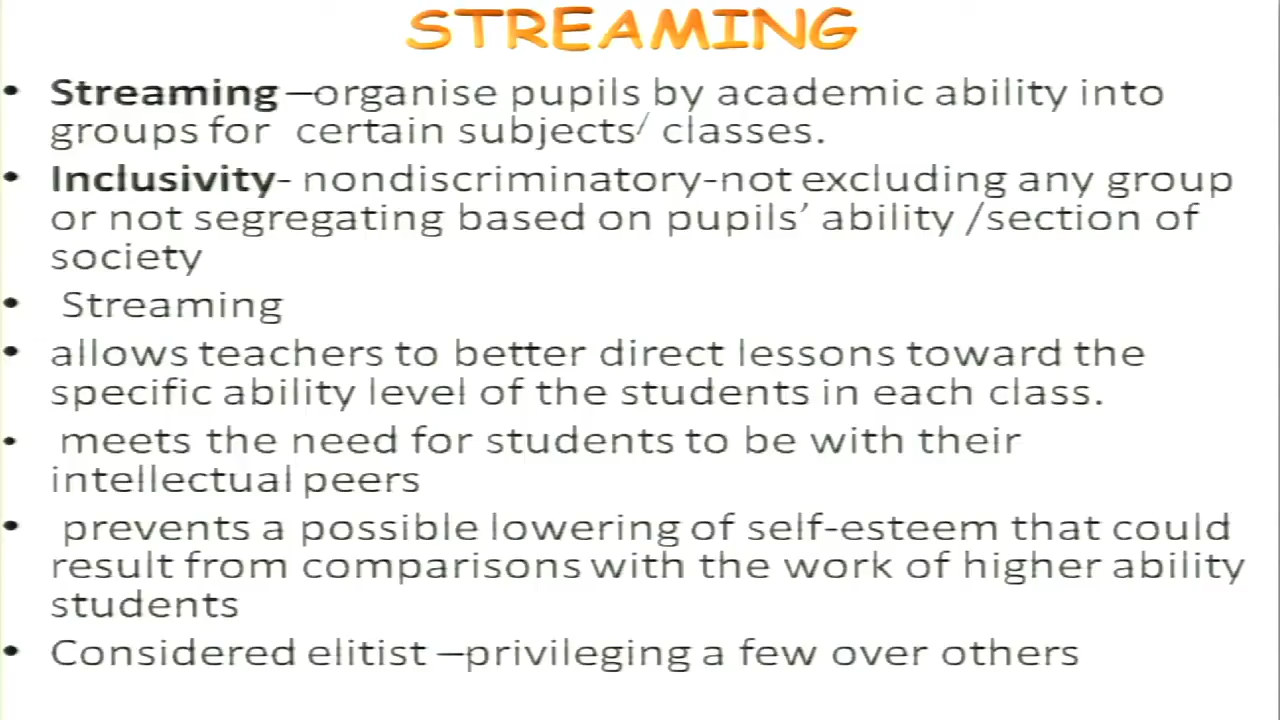 STREAMING
• Streaming –organise pupils by academic ability into
groups for certain subjects/ classes.
• Inclusivity- nondiscriminatory-not excluding any group
or not segregating based on pupils’ ability /section of
society
• Streaming
• allows teachers to better direct lessons toward the
specific ability level of the students in each class.
• meets the need for students to be with their
intellectual peers
• prevents a possible lowering of self-esteem that could
result from comparisons with the work of higher ability
students
• Considered elitist –privileging a few over others